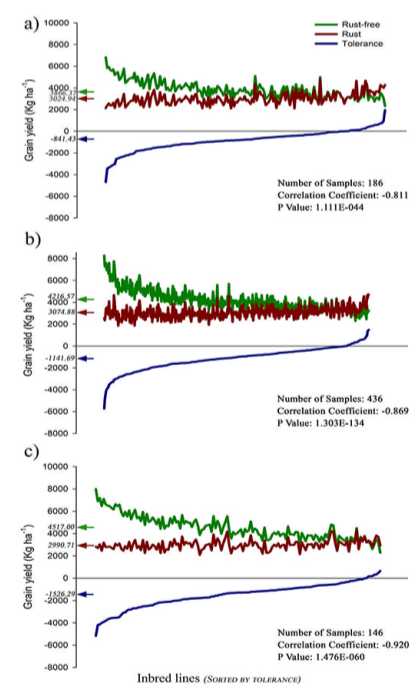 a)
10000
8000
6000
4000
2000
0
-2000
-4000
-6000
-8000
Grain yield (Kg ha⁻¹)
3024.94
-841.43
Rust-free
Rust
Tolerance
Number of Samples: 186
Correlation Coefficient: -0.811
P Value: 1.111E-044
b)
8000
6000
4216.57
4000
3074.88
2000
0
-1141.69
-2000
-4000
-6000
-8000
Grain yield (Kg ha⁻¹)
Number of Samples: 436
Correlation Coefficient: -0.869
P Value: 1.303E-134
c)
10000
8000
6000
4517.00
4000
2990.71
2000
0
-1526.29
-2000
-4000
-6000
-8000
Grain yield (Kg ha⁻¹)
Number of Samples: 146
Correlation Coefficient: -0.920
P Value: 1.476E-060
Inbred lines (SORTED BY TOLERANCE)